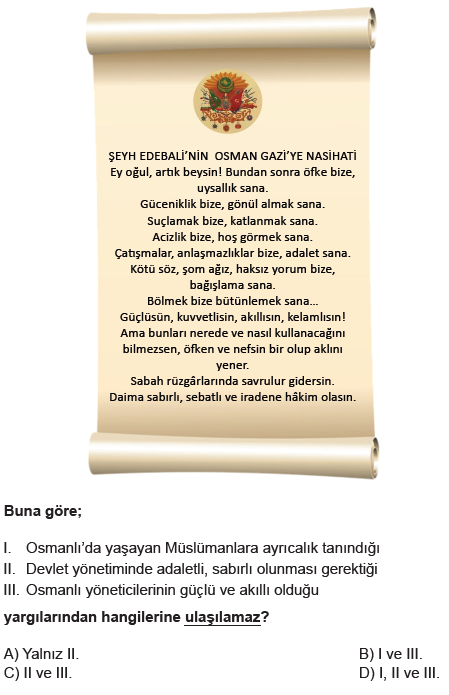 ŞEYH EDEBALİ’NİN OSMAN GAZİ’YE NASİHATİ
Ey oğul, artık beysin! Bundan sonra öfke bize,
uysallık sana.
Güceniklik bize, gönül almak sana.
Suçlamak bize, katlanmak sana.
Acizlik bize, hoş görmek sana.
Çatışmalar, anlaşmazlıklar bize, adalet sana.
Kötü söz, şom ağız, haksız yorum bize,
bağışlama sana.
Bölmek bize bütünlemek sana...
Güçlüsün, kuvvetlisin, akıllısın, kelamlısın!
Ama bunları nerede ve nasıl kullanacağını
bilmezsen, öfken ve nefsin bir olup aklını
yener.
Sabah rüzgârlarında savrulur gidersin.
Daima sabırlı, sebatlı ve iradene hâkim olasın.
Buna göre;
I. Osmanlı’da yaşayan Müslümanlara ayrıcalık tanındığı
II. Devlet yönetiminde adaletli, sabırlı olunması gerektiği
III. Osmanlı yöneticilerinin güçlü ve akıllı olduğu
yargılarından hangilerine ulaşılamaz?
A) Yalnız II. B) I ve III.
C) II ve III. D) I, II ve III.